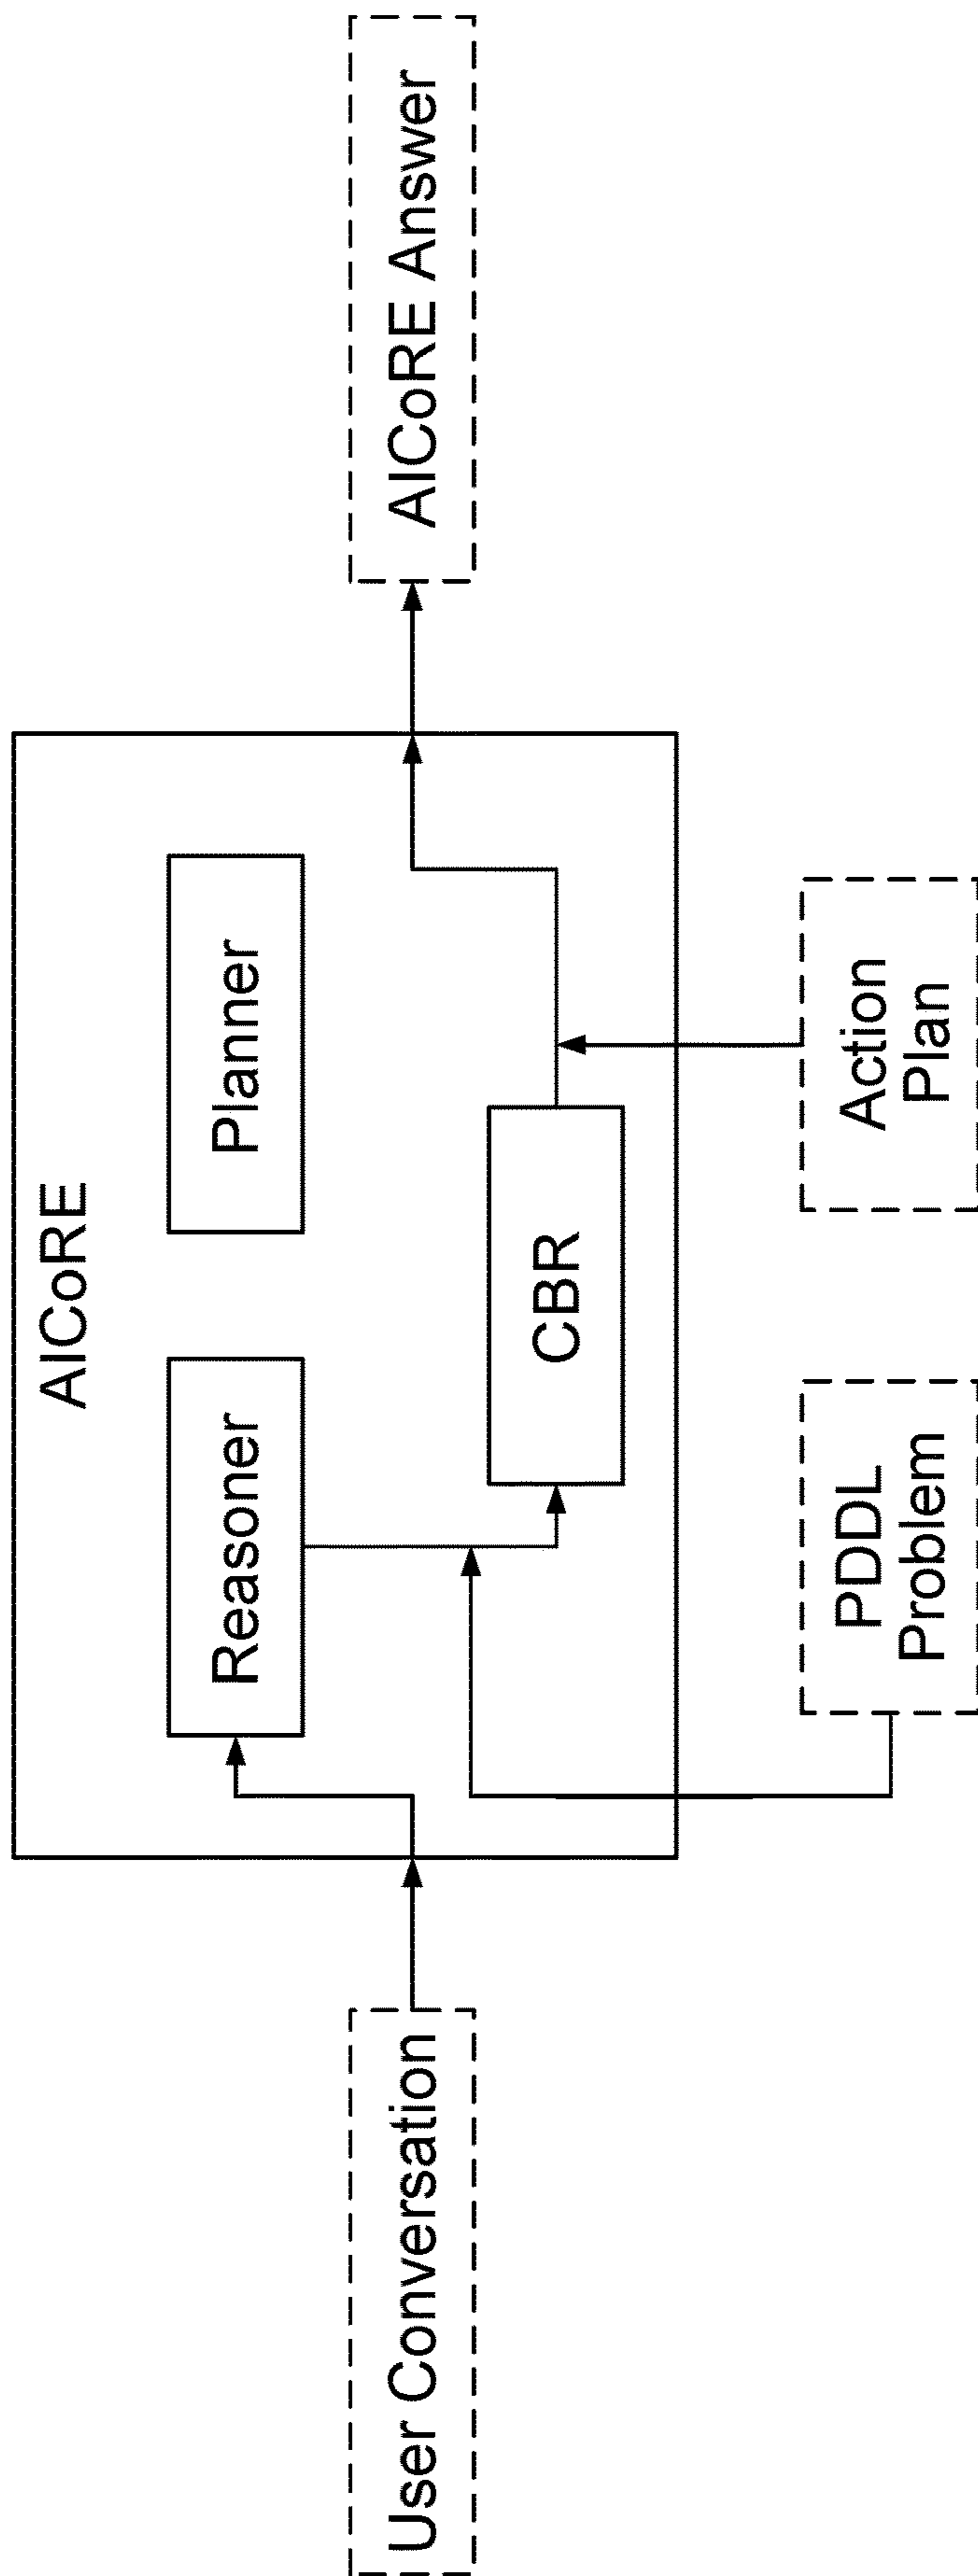 AICoRE
User Conversation
Reasoner
Planner
AICoRE Answer
CBR
PDDL
Problem
Action
Plan